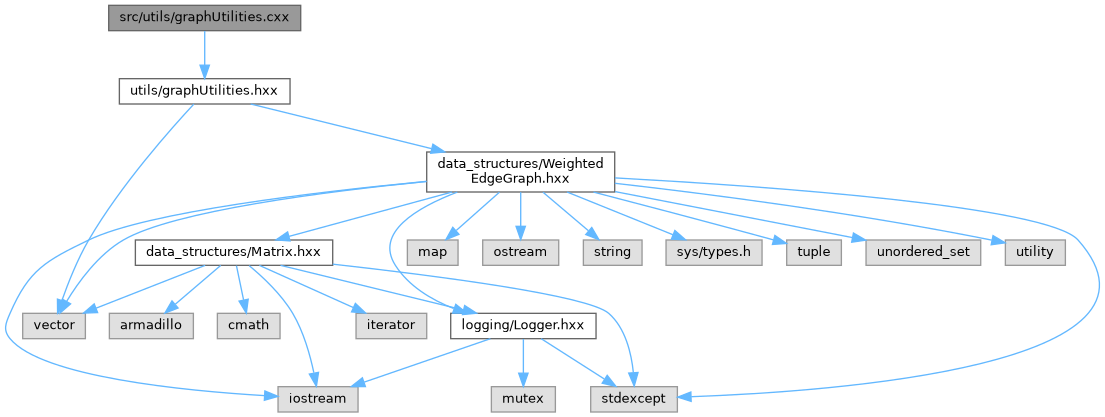 src/utils/graphUtilities.cxx
utils/graphUtilities.hxx
data_structures/Weighted
EdgeGraph.hxx
data_structures/Matrix.hxx
map
ostream
string
sys/types.h
tuple
unordered_set
utility
vector
armadillo
cmath
iterator
logging/Logger.hxx
iostream
mutex
stdexcept